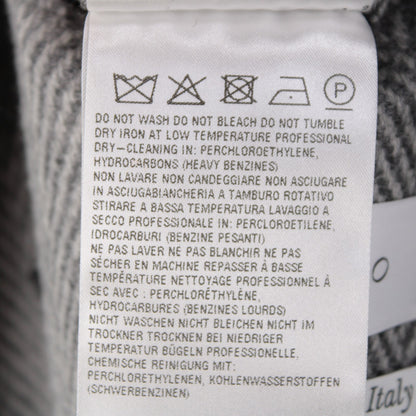 P
DO NOT WASH DO NOT BLEACH DO NOT TUMBLE
DRY IRON AT LOW TEMPERATURE PROFESSIONAL
DRY-CLEANING IN: PERCHLOROETHYLENE,
HYDROCARBONS (HEAVY BENZINES)
NON LAVARE NON CANDEGGIARE NON ASCIUGARE
IN ASCIUGABIANCHERIA A TAMBURO ROTATIVO
STIRARE A BASSA TEMPERATURA LAVAGGIO A
SECCO PROFESSIONALE IN: PERCLOROETILENE,
IDROCARBURI (BENZINE PESANTI)
NE PAS LAVER NE PAS BLANCHIR NE PAS
SÉCHER EN MACHINE REPASSER À BASSE
TEMPÉRATURE NETTOYAGE PROFESSIONNEL À
SEC AVEC : PERCHLORÉTHYLÈNE,
HYDROCARBURES (BENZINES LOURDS)
NICHT WASCHEN NICHT BLEICHEN NICHT IM
TROCKNER TROCKNEN BEI NIEDRIGER
TEMPERATUR BÜGELN PROFESSIONELLE.
CHEMISCHE REINIGUNG MIT:
PERCHLORETHYLENEN, KOHLENWASSERSTOFFEN
(SCHWERBENZINEN)
O
Italy